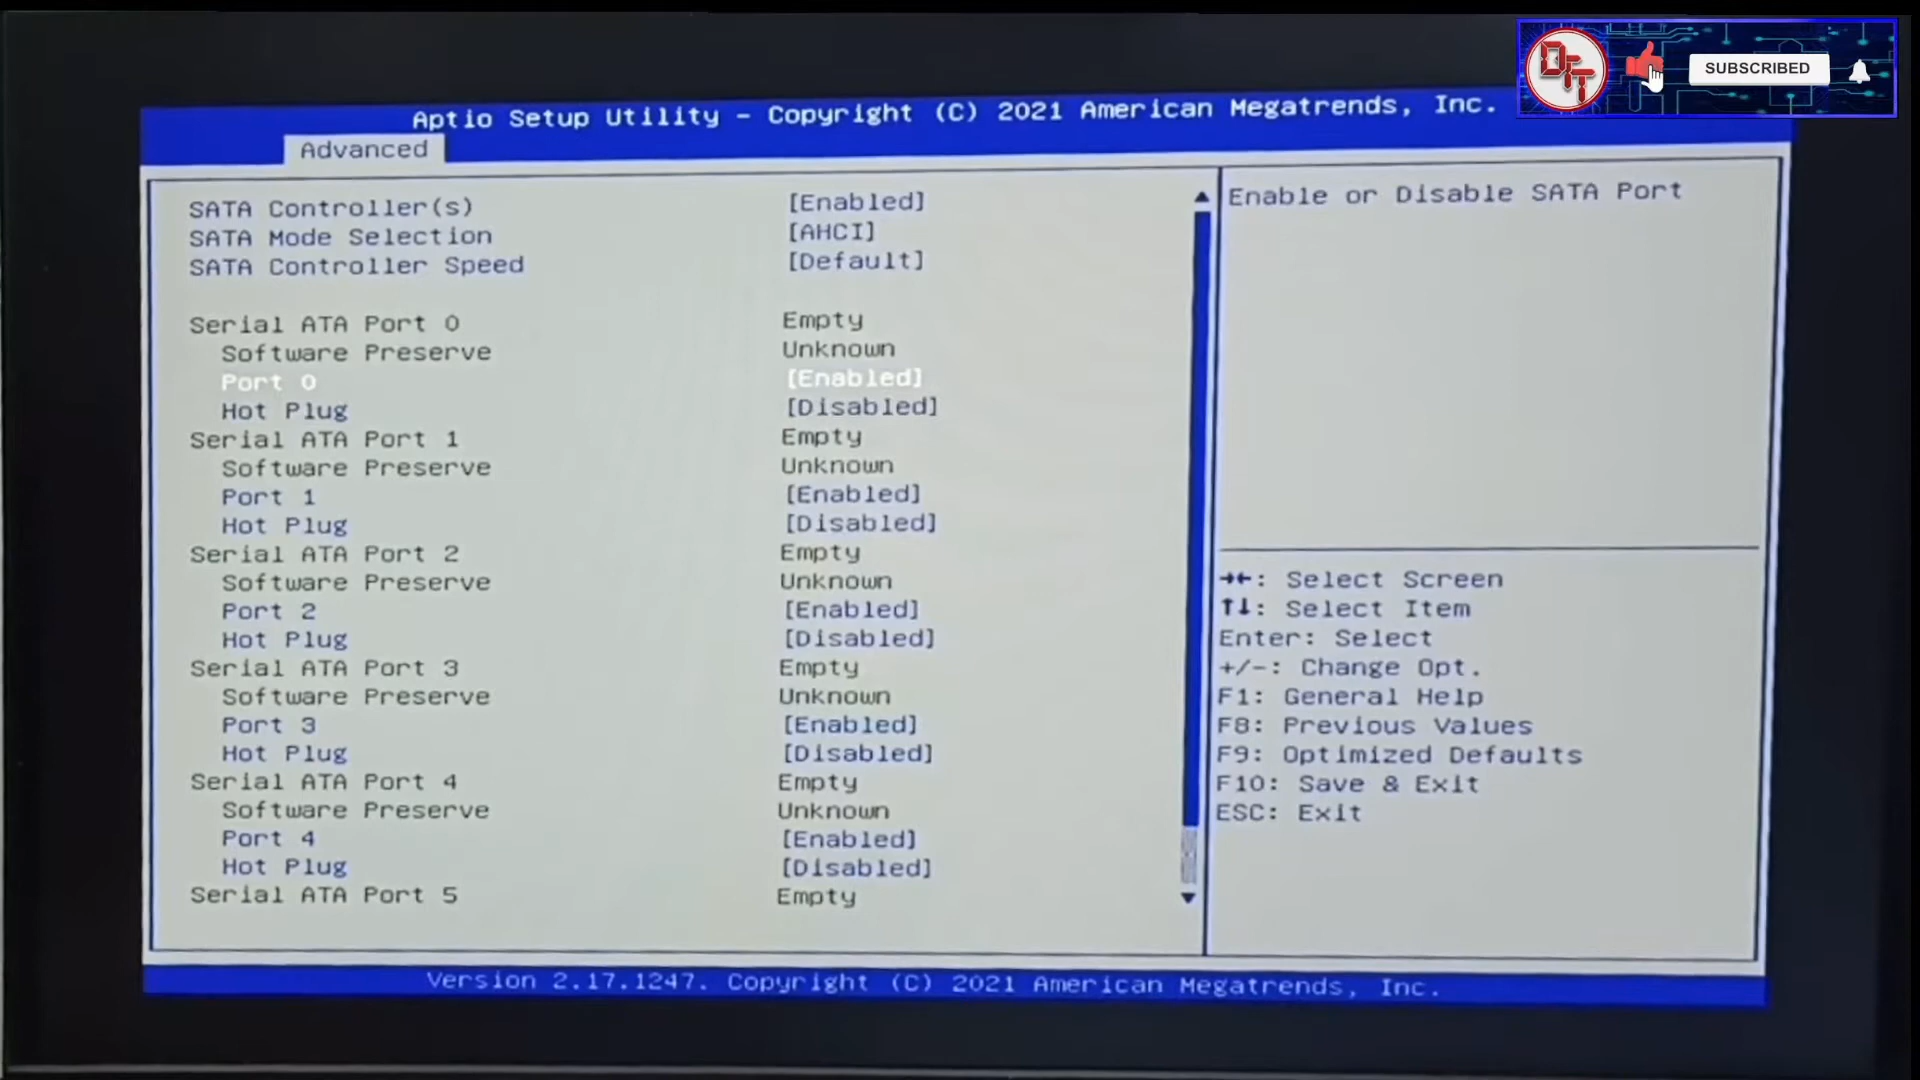 DFT
SUBSCRIBED
Aptio Setup Utility – Copyright (C) 2021 American Megatrends, Inc.
Advanced
SATA Controller(s) [Enabled]
SATA Mode Selection [AHCI]
SATA Controller Speed [Default]
Serial ATA Port 0 Empty
Software Preserve Unknown
Port 0 [Enabled]
Hot Plug [Disabled]
Serial ATA Port 1 Empty
Software Preserve Unknown
Port 1 [Enabled]
Hot Plug [Disabled]
Serial ATA Port 2 Empty
Software Preserve Unknown
Port 2 [Enabled]
Hot Plug [Disabled]
Serial ATA Port 3 Empty
Software Preserve Unknown
Port 3 [Enabled]
Hot Plug [Disabled]
Serial ATA Port 4 Empty
Software Preserve Unknown
Port 4 [Enabled]
Hot Plug [Disabled]
Serial ATA Port 5 Empty
Enable or Disable SATA Port
→←: Select Screen
↑↓: Select Item
Enter: Select
+/-: Change Opt.
F1: General Help
F8: Previous Values
F9: Optimized Defaults
F10: Save & Exit
ESC: Exit
Version 2.17.1247. Copyright (C) 2021 American Megatrends, Inc.